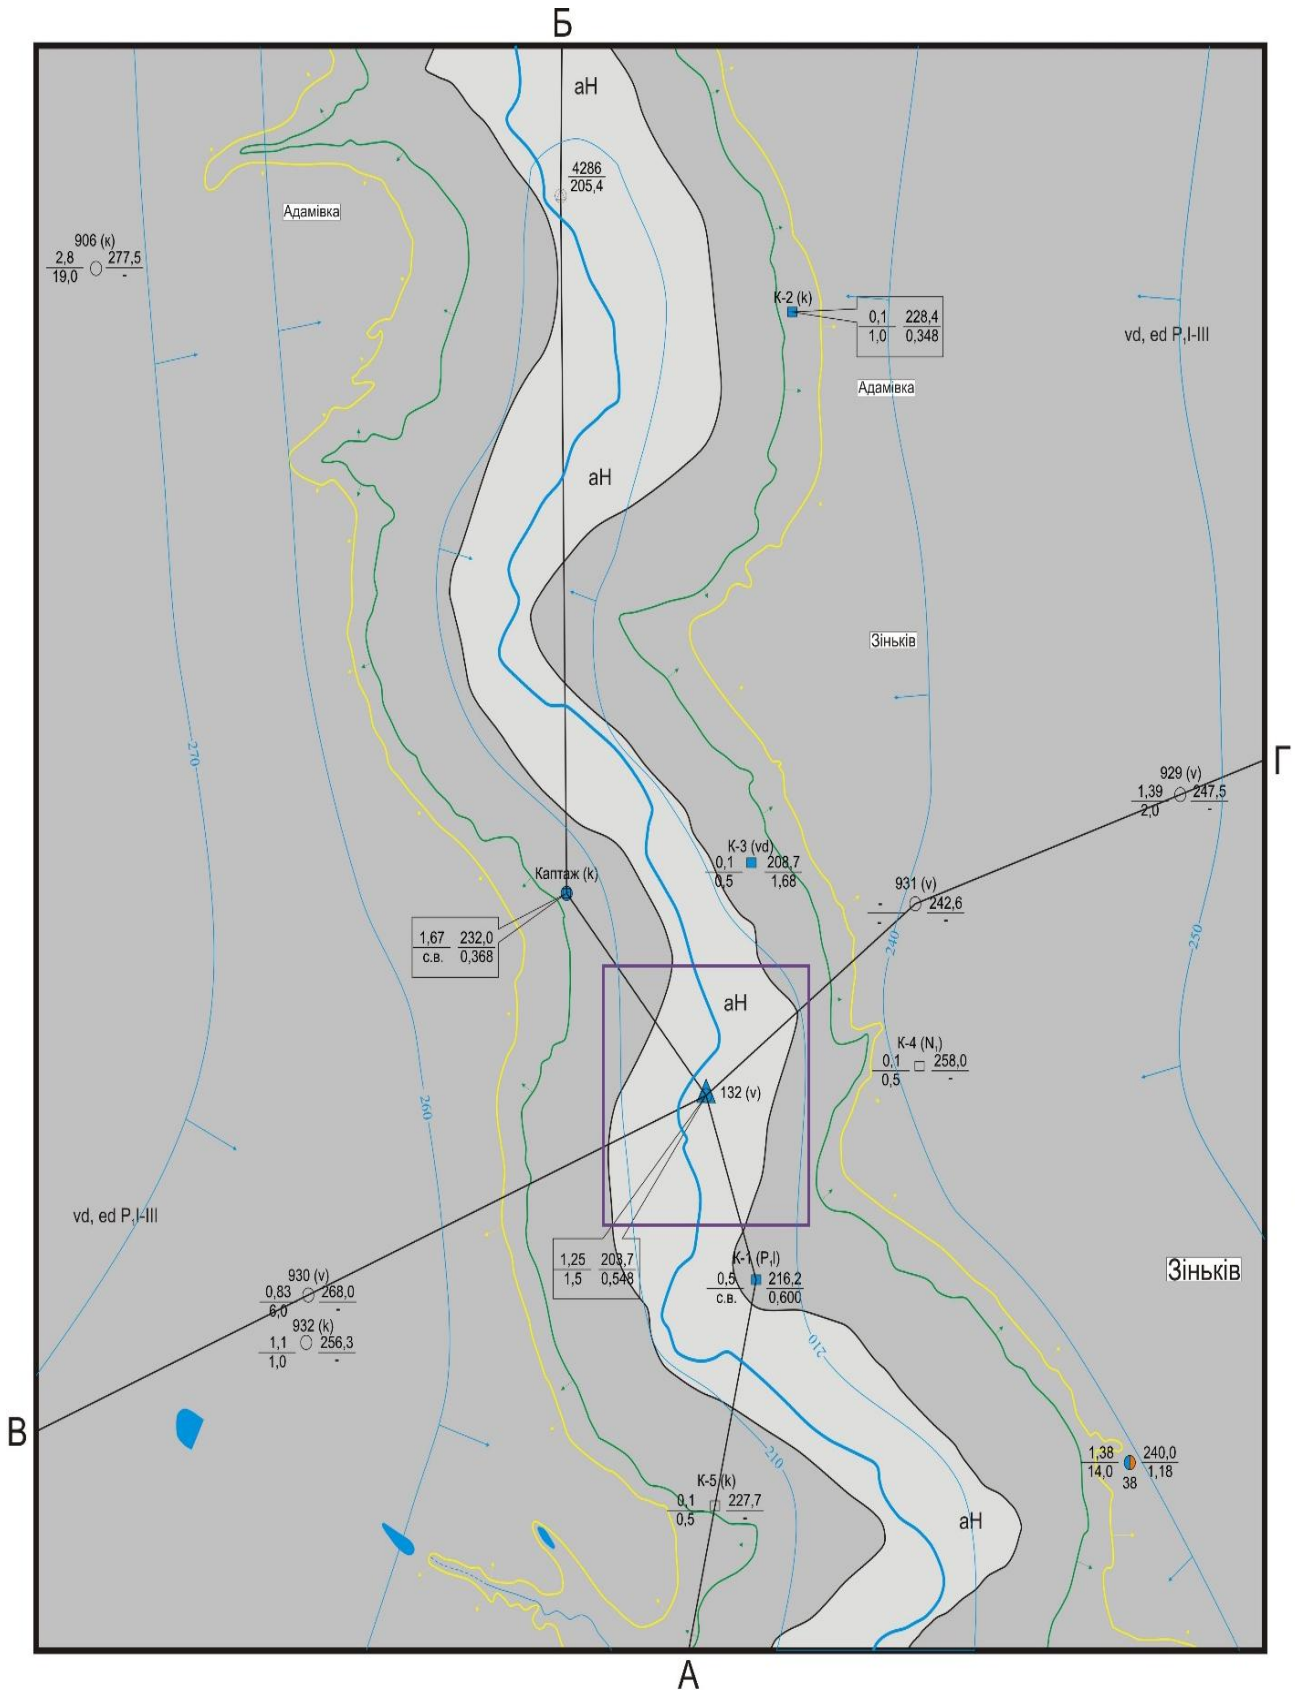 Б
аН
4286
205,4
Адамівка
906 (к)
2,8 277,5
19,0 -
К-2 (k)
0,1 228,4
1,0 0,348
vd, ed P₁I-III
Адамівка
аН
Зіньків
270
Г
929 (v)
1,39 247,5
2,0 -
К-3 (vd)
0,1 208,7
0,5 1,68
Каптаж (k)
931 (v)
- 242,6
- -
1,67 232,0
с.в. 0,368
240
250
аН
К-4 (N₁)
0,1 258,0
0,5 -
132 (v)
260
vd, ed P₁I-III
1,25 203,7
1,5 0,548
К-1 (P₁I)
0,5 216,2
с.в. 0,600
Зіньків
930 (v)
0,83 268,0
6,0 -
932 (k)
1,1 256,3
1,0 -
210
В
210
1,38 240,0
14,0 1,18
38
К-5 (k)
0,1 227,7
0,5 -
аН
А